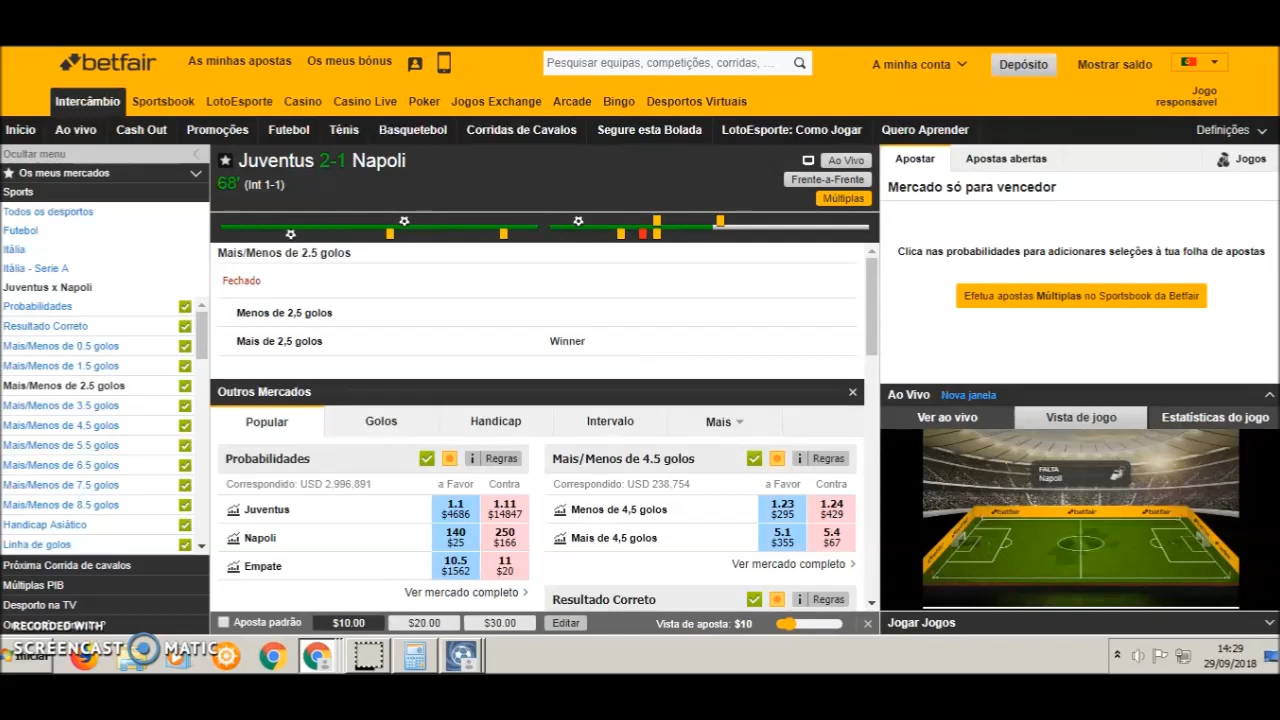 betfair
As minhas apostas
Os meus bónus
Pesquisar equipas, competições, corridas, ...
A minha conta
Depósito
Mostrar saldo
Jogo
responsável
Intercâmbio
Sportsbook
LotoEsporte
Casino
Casino Live
Poker
Jogos Exchange
Arcade
Bingo
Desportos Virtuais
Início
Ao vivo
Cash Out
Promoções
Futebol
Ténis
Basquetebol
Corridas de Cavalos
Segure esta Bolada
LotoEsporte: Como Jogar
Quero Aprender
Definições
Ocultar menu
Os meus mercados
Sports
Todos os desportos
Futebol
Itália
Itália - Serie A
Juventus x Napoli
Probabilidades
Resultado Correto
Mais/Menos de 0.5 golos
Mais/Menos de 1.5 golos
Mais/Menos de 2.5 golos
Mais/Menos de 3.5 golos
Mais/Menos de 4.5 golos
Mais/Menos de 5.5 golos
Mais/Menos de 6.5 golos
Mais/Menos de 7.5 golos
Mais/Menos de 8.5 golos
Handicap Asiático
Linha de golos
Próxima Corrida de cavalos
Múltiplas PIB
Desporto na TV
RECORDED WITH
SCREENCAST MATIC
Iniciar
Juventus 2-1 Napoli
68' (Int 1-1)
Ao Vivo
Frente-a-Frente
Múltiplas
Mais/Menos de 2.5 golos
Fechado
Menos de 2,5 golos
Mais de 2,5 golos
Winner
Outros Mercados
Popular
Golos
Handicap
Intervalo
Mais
Probabilidades
i Regras
Correspondido: USD 2.996.891
a Favor
Contra
Juventus
1.1
$4686
1.11
$14847
Napoli
140
$25
250
$166
Empate
10.5
$1562
11
$20
Ver mercado completo
Mais/Menos de 4.5 golos
i Regras
Correspondido: USD 238.754
a Favor
Contra
Menos de 4,5 golos
1.23
$295
1.24
$429
Mais de 4,5 golos
5.1
$355
5.4
$67
Ver mercado completo
Resultado Correto
i Regras
Aposta padrão
$10.00
$20.00
$30.00
Editar
Vista de aposta: $10
Apostar
Apostas abertas
Jogos
Mercado só para vencedor
Clica nas probabilidades para adicionares seleções à tua folha de apostas
Efetua apostas Múltiplas no Sportsbook da Betfair
Ao Vivo
Nova janela
Ver ao vivo
Vista de jogo
Estatísticas do jogo
FALTA
Napoli
betfair
betfair
betfair
Jogar Jogos
14:29
29/09/2018